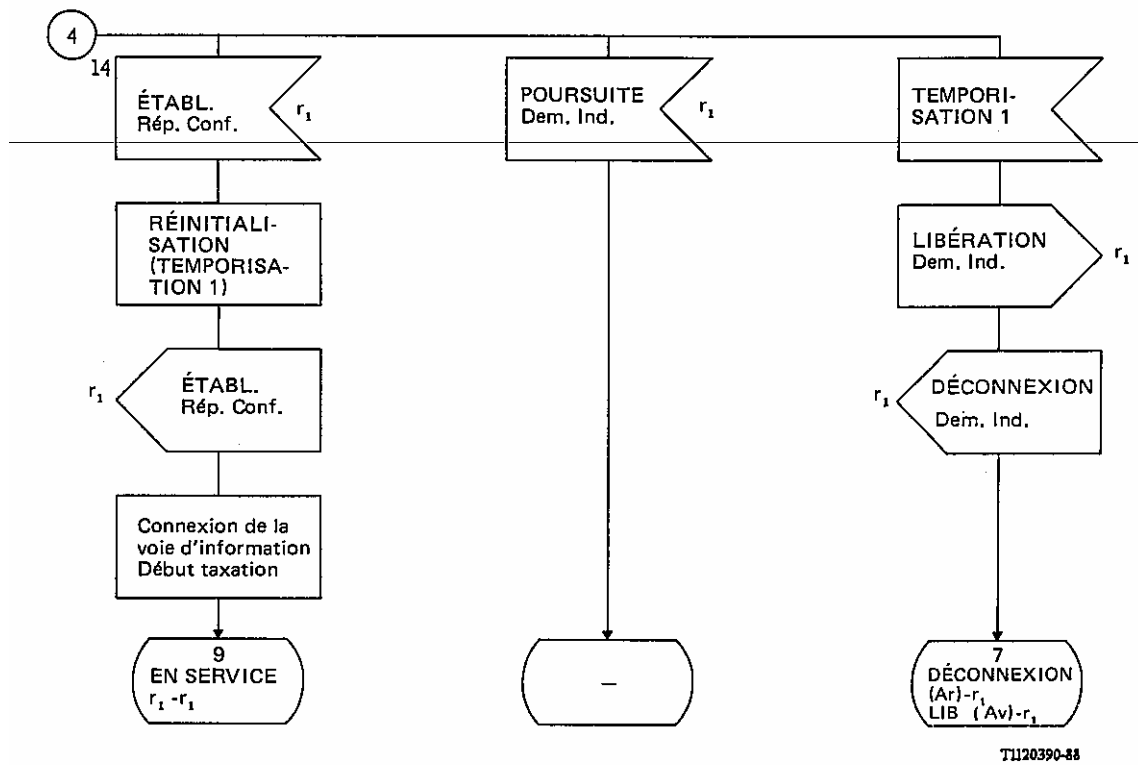 4
14
ÉTABL.
Rép. Conf.
r₁
POURSUITE
Dem. Ind.
r₁
TEMPORI-
SATION 1
RÉINITIALI-
SATION
(TEMPORISA-
TION 1)
LIBÉRATION
Dem. Ind.
r₁
r₁
ÉTABL.
Rép. Conf.
r₁
DÉCONNEXION
Dem. Ind.
Connexion de la
voie d'information
Début taxation
9
EN SERVICE
r₁ -r₁
–
7
DÉCONNEXION
(Ar)-r₁
LIB (Av)-r₁
T1120390-88